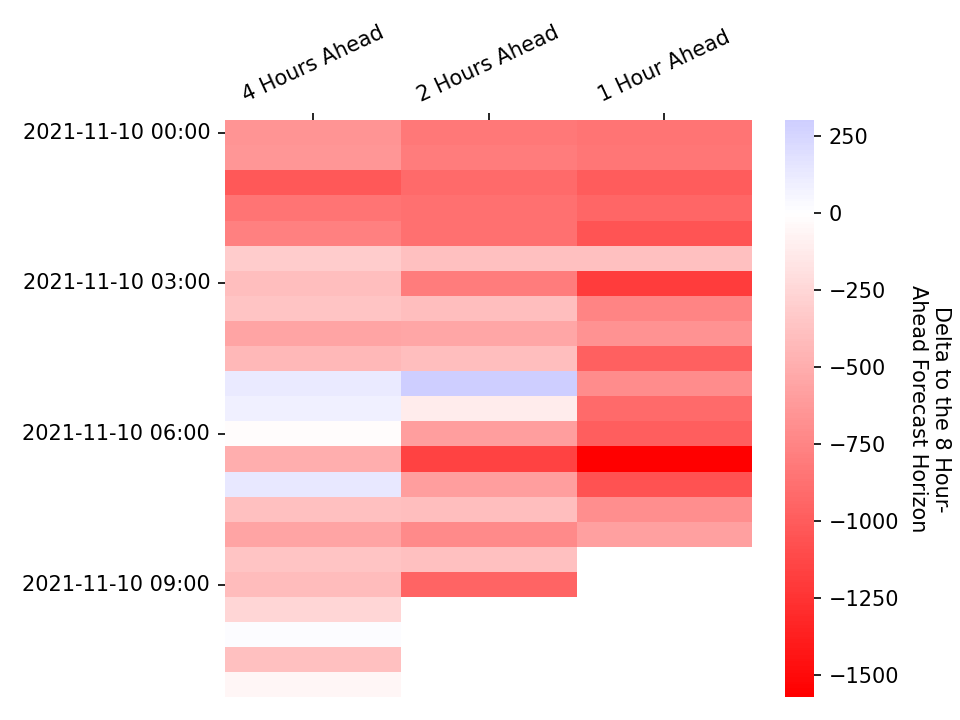 4 Hours Ahead
2 Hours Ahead
1 Hour Ahead
2021-11-10 00:00
2021-11-10 03:00
2021-11-10 06:00
2021-11-10 09:00
250
0
−250
−500
−750
−1000
−1250
−1500
Delta to the 8 Hour-
Ahead Forecast Horizon